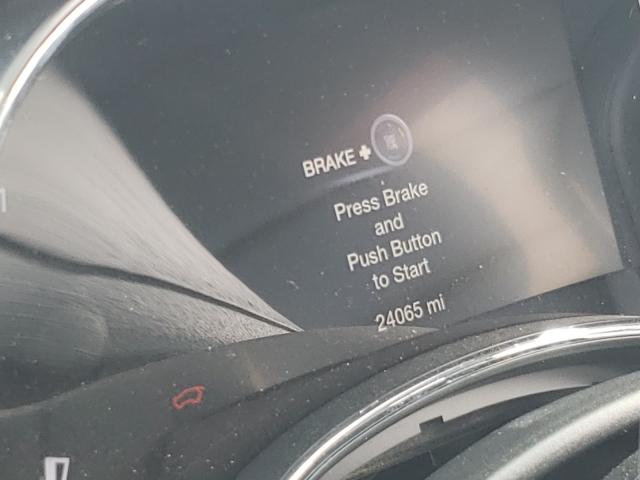 BRAKE +
Press Brake
and
Push Button
to Start
24065 mi